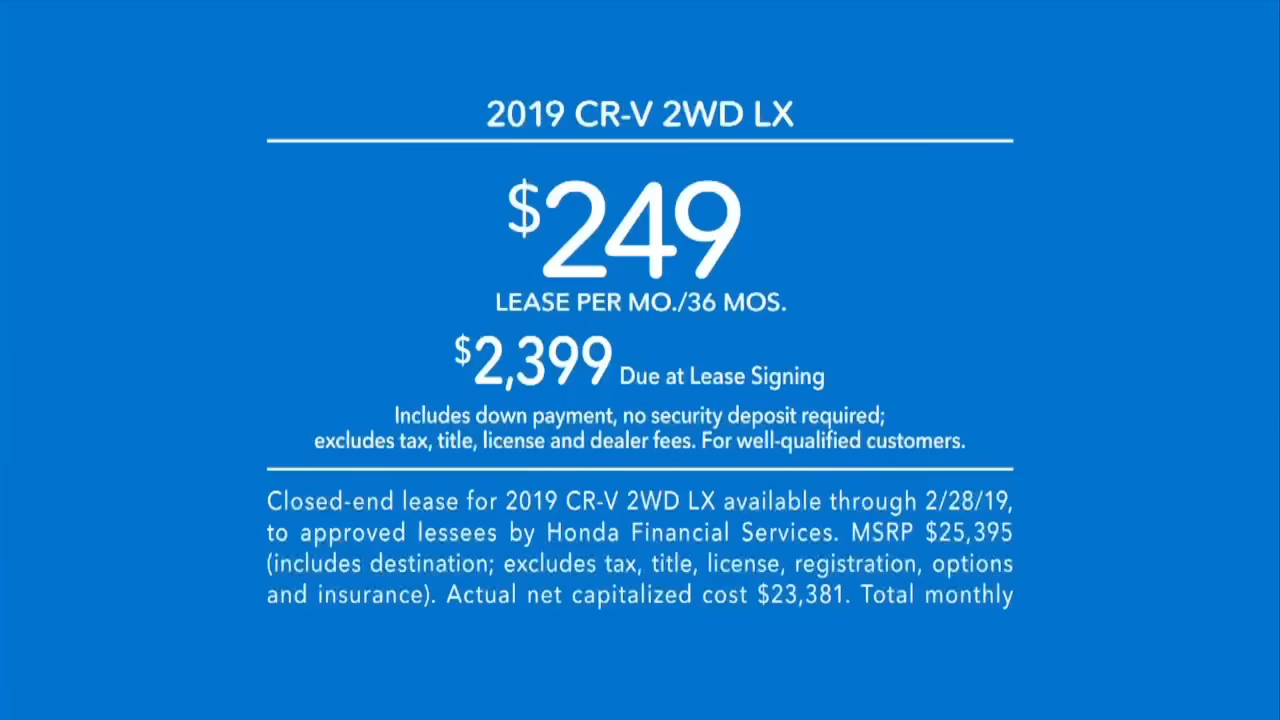 2019 CR-V 2WD LX
$249
LEASE PER MO./36 MOS.
$2,399 Due at Lease Signing
Includes down payment, no security deposit required;
excludes tax, title, license and dealer fees. For well-qualified customers.
Closed-end lease for 2019 CR-V 2WD LX available through 2/28/19,
to approved lessees by Honda Financial Services. MSRP $25,395
(includes destination; excludes tax, title, license, registration, options
and insurance). Actual net capitalized cost $23,381. Total monthly